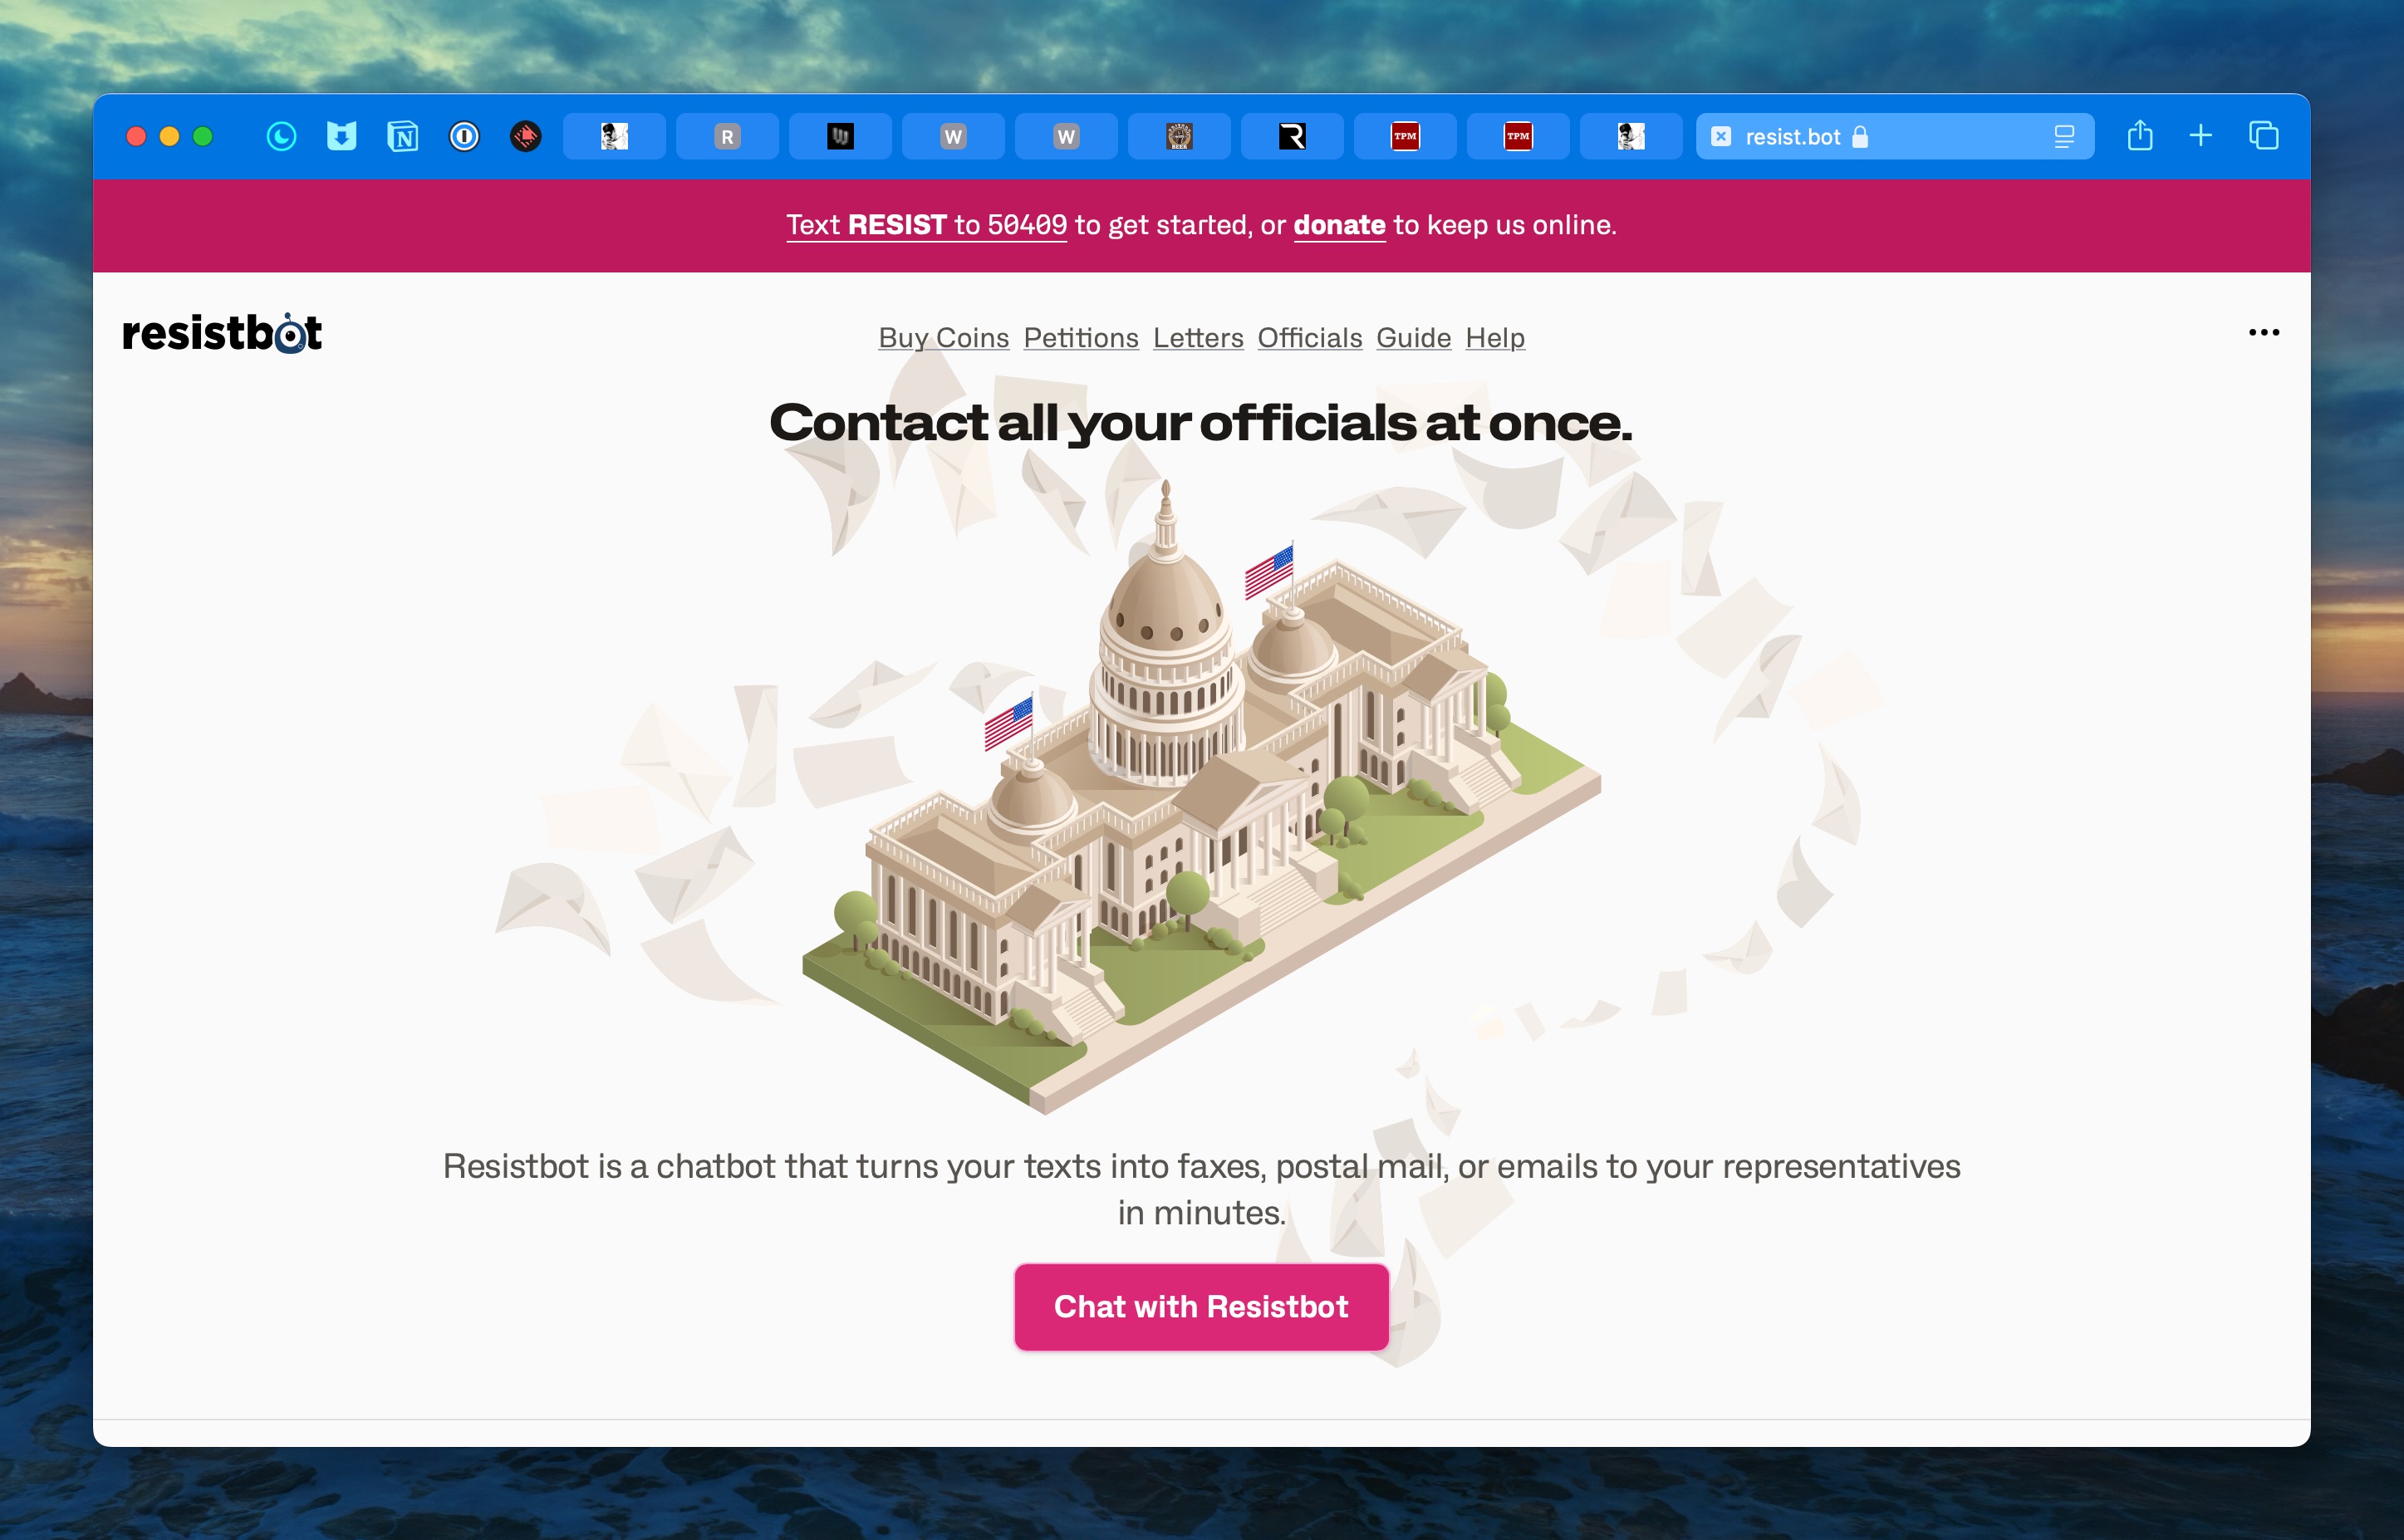 N
R
W
W
BEER
R
TPM
TPM
resist.bot
Text RESIST to 50409 to get started, or donate to keep us online.
resistbot
Buy Coins Petitions Letters Officials Guide Help
Contact all your officials at once.
Resistbot is a chatbot that turns your texts into faxes, postal mail, or emails to your representatives
in minutes.
Chat with Resistbot